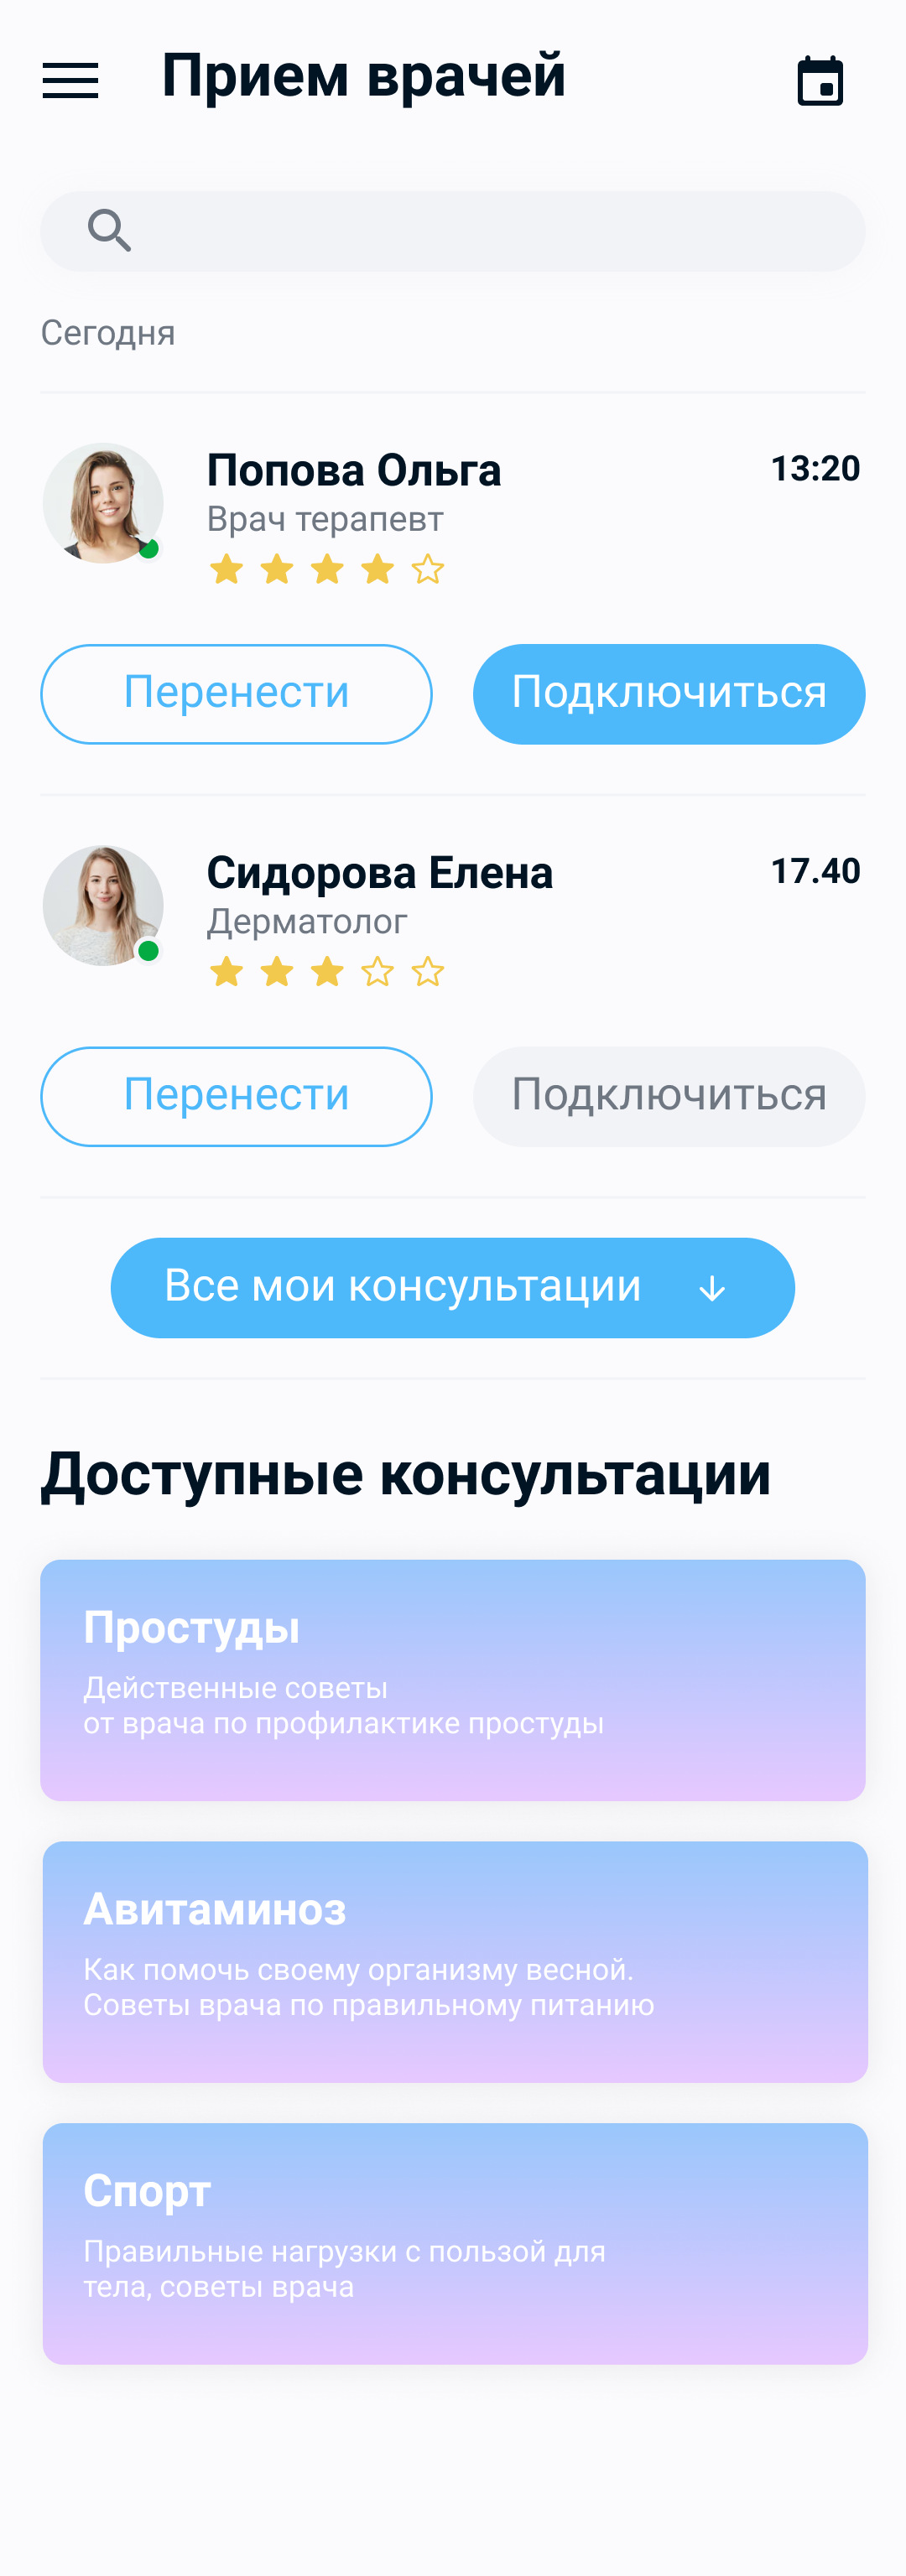 Прием врачей
Сегодня
Попова Ольга
13:20
Врач терапевт
Перенести
Подключиться
Сидорова Елена
17.40
Дерматолог
Перенести
Подключиться
Все мои консультации
Доступные консультации
Простуды
Действенные советы
от врача по профилактике простуды
Авитаминоз
Как помочь своему организму весной.
Советы врача по правильному питанию
Спорт
Правильные нагрузки с пользой для
тела, советы врача